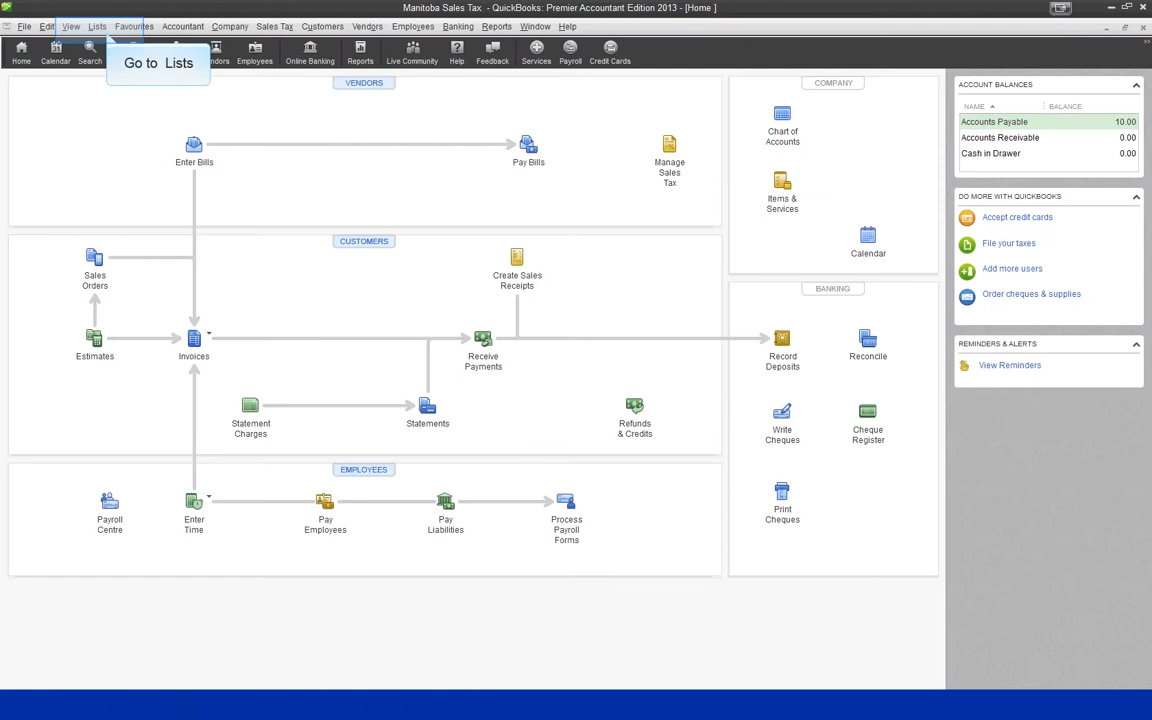 Manitoba Sales Tax - QuickBooks: Premier Accountant Edition 2013 - [Home ]
File Edit View Lists Favourites Accountant Company Sales Tax Customers Vendors Employees Banking Reports Window Help
Go to Lists
Home Calendar Search Employees Online Banking Reports Live Community Help Feedback Services Payroll Credit Cards
VENDORS
Enter Bills
Pay Bills
Manage
Sales
Tax
CUSTOMERS
Sales
Orders
Create Sales
Receipts
Estimates
Invoices
Receive
Payments
Statement
Charges
Statements
Refunds
& Credits
EMPLOYEES
Payroll
Centre
Enter
Time
Pay
Employees
Pay
Liabilities
Process
Payroll
Forms
COMPANY
Chart of
Accounts
Items &
Services
Calendar
BANKING
Record
Deposits
Reconcile
Write
Cheques
Cheque
Register
Print
Cheques
ACCOUNT BALANCES
NAME BALANCE
Accounts Payable 10.00
Accounts Receivable 0.00
Cash in Drawer 0.00
DO MORE WITH QUICKBOOKS
Accept credit cards
File your taxes
Add more users
Order cheques & supplies
REMINDERS & ALERTS
View Reminders